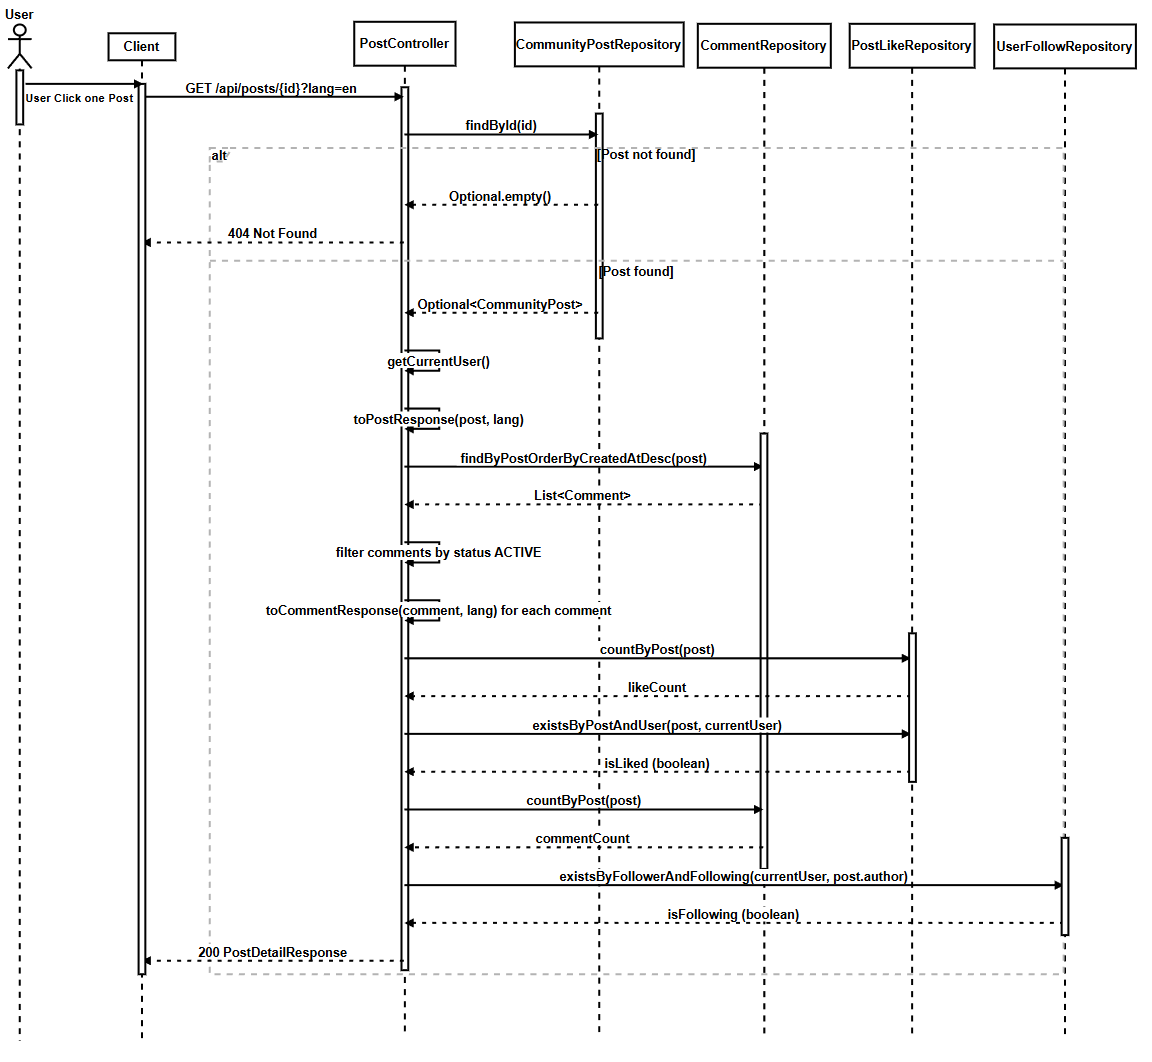 User
Client
PostController
CommunityPostRepository
CommentRepository
PostLikeRepository
UserFollowRepository
User Click one Post
GET /api/posts/{id}?lang=en
findById(id)
alt
[Post not found]
Optional.empty()
404 Not Found
[Post found]
Optional<CommunityPost>
getCurrentUser()
toPostResponse(post, lang)
findByPostOrderByCreatedAtDesc(post)
List<Comment>
filter comments by status ACTIVE
toCommentResponse(comment, lang) for each comment
countByPost(post)
likeCount
existsByPostAndUser(post, currentUser)
isLiked (boolean)
countByPost(post)
commentCount
existsByFollowerAndFollowing(currentUser, post.author)
isFollowing (boolean)
200 PostDetailResponse